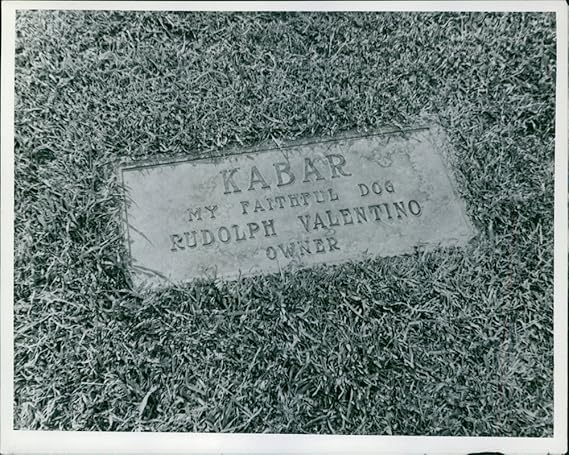 KABAR
MY FAITHFUL DOG
RUDOLPH VALENTINO
OWNER